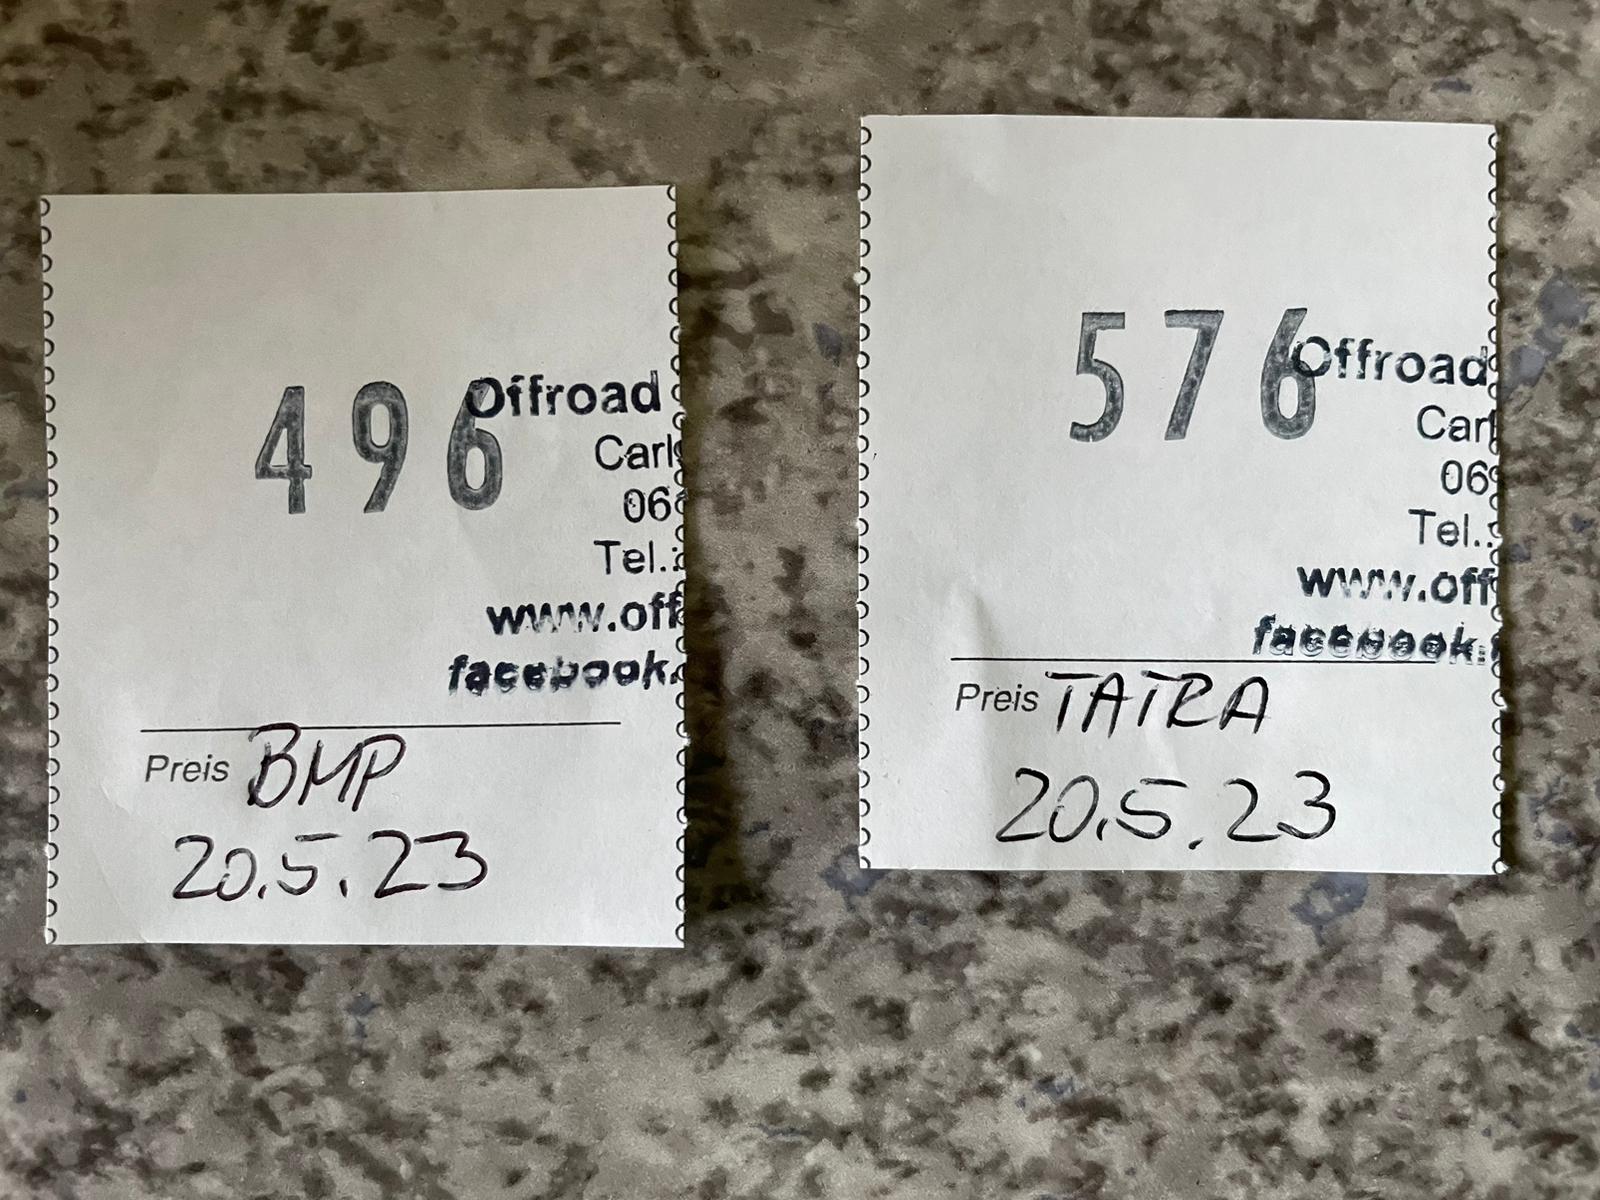 496
Offroad
Carl
06
Tel.:
www.off
facebook.
Preis BMP
20.5.23
576
Offroad
Carl
06
Tel.:
www.off
facebook.
Preis TATRA
20.5.23